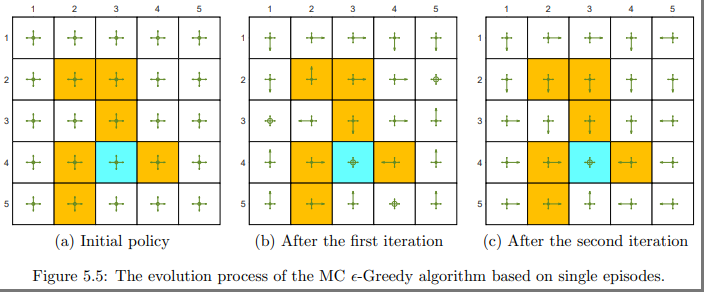 1 2 3 4 5 1 2 3 4 5 1 2 3 4 5
1 1 1
2 2 2
3 3 3
4 4 4
5 5 5
(a) Initial policy (b) After the first iteration (c) After the second iteration
Figure 5.5: The evolution process of the MC ϵ-Greedy algorithm based on single episodes.